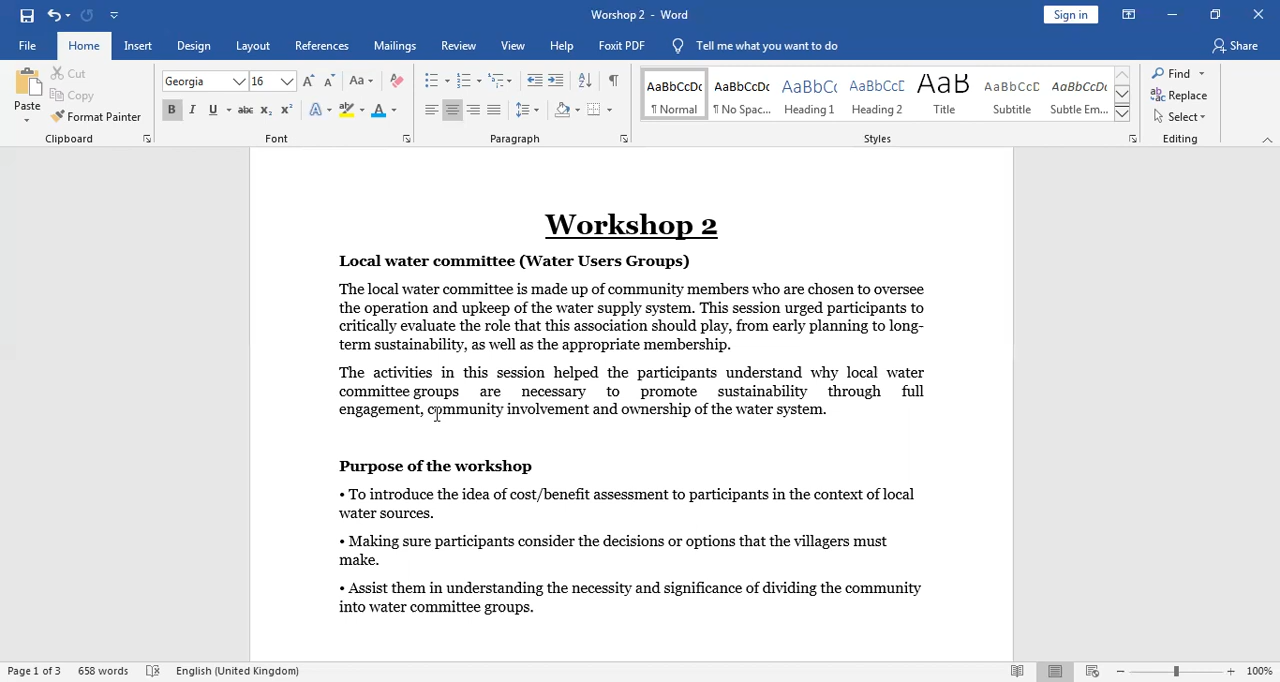 Worshop 2 - Word
Sign in
File Home Insert Design Layout References Mailings Review View Help Foxit PDF Tell me what you want to do Share
Paste
Cut
Copy
Format Painter
Clipboard
Georgia 16
Aa
B I U abc x₂ x² A ab A
Font
Paragraph
AaBbCcDc AaBbCcDc AaBbCc AaBbCcD AaB AaBbCcD AaBbCcDc
¶ Normal ¶ No Spac... Heading 1 Heading 2 Title Subtitle Subtle Em...
Styles
Find
Replace
Select
Editing
Workshop 2
Local water committee (Water Users Groups)
The local water committee is made up of community members who are chosen to oversee
the operation and upkeep of the water supply system. This session urged participants to
critically evaluate the role that this association should play, from early planning to long-
term sustainability, as well as the appropriate membership.
The activities in this session helped the participants understand why local water
committee groups are necessary to promote sustainability through full
engagement, community involvement and ownership of the water system.
Purpose of the workshop
• To introduce the idea of cost/benefit assessment to participants in the context of local
water sources.
• Making sure participants consider the decisions or options that the villagers must
make.
• Assist them in understanding the necessity and significance of dividing the community
into water committee groups.
Page 1 of 3 658 words English (United Kingdom) 100%